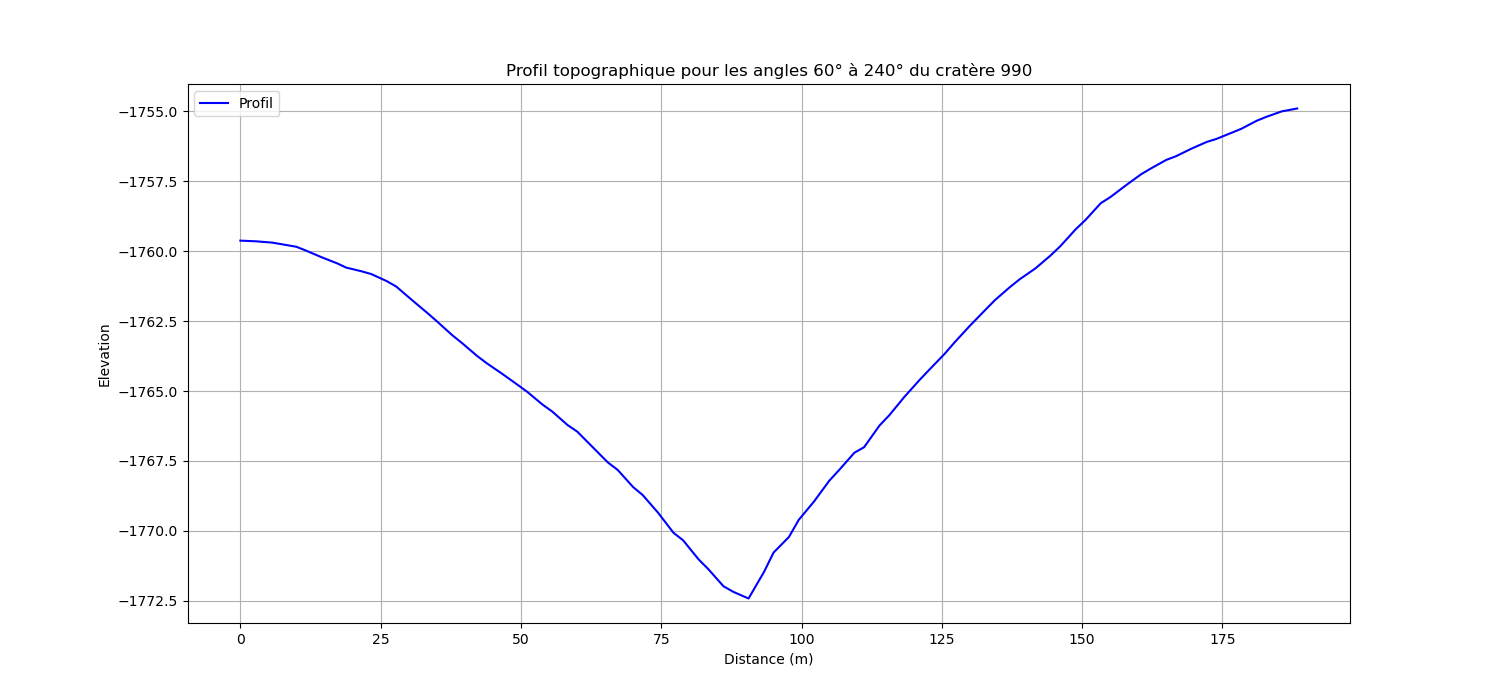 Profil topographique pour les angles 60° à 240° du cratère 990
Profil
Elevation
−1755.0
−1757.5
−1760.0
−1762.5
−1765.0
−1767.5
−1770.0
−1772.5
0 25 50 75 100 125 150 175
Distance (m)